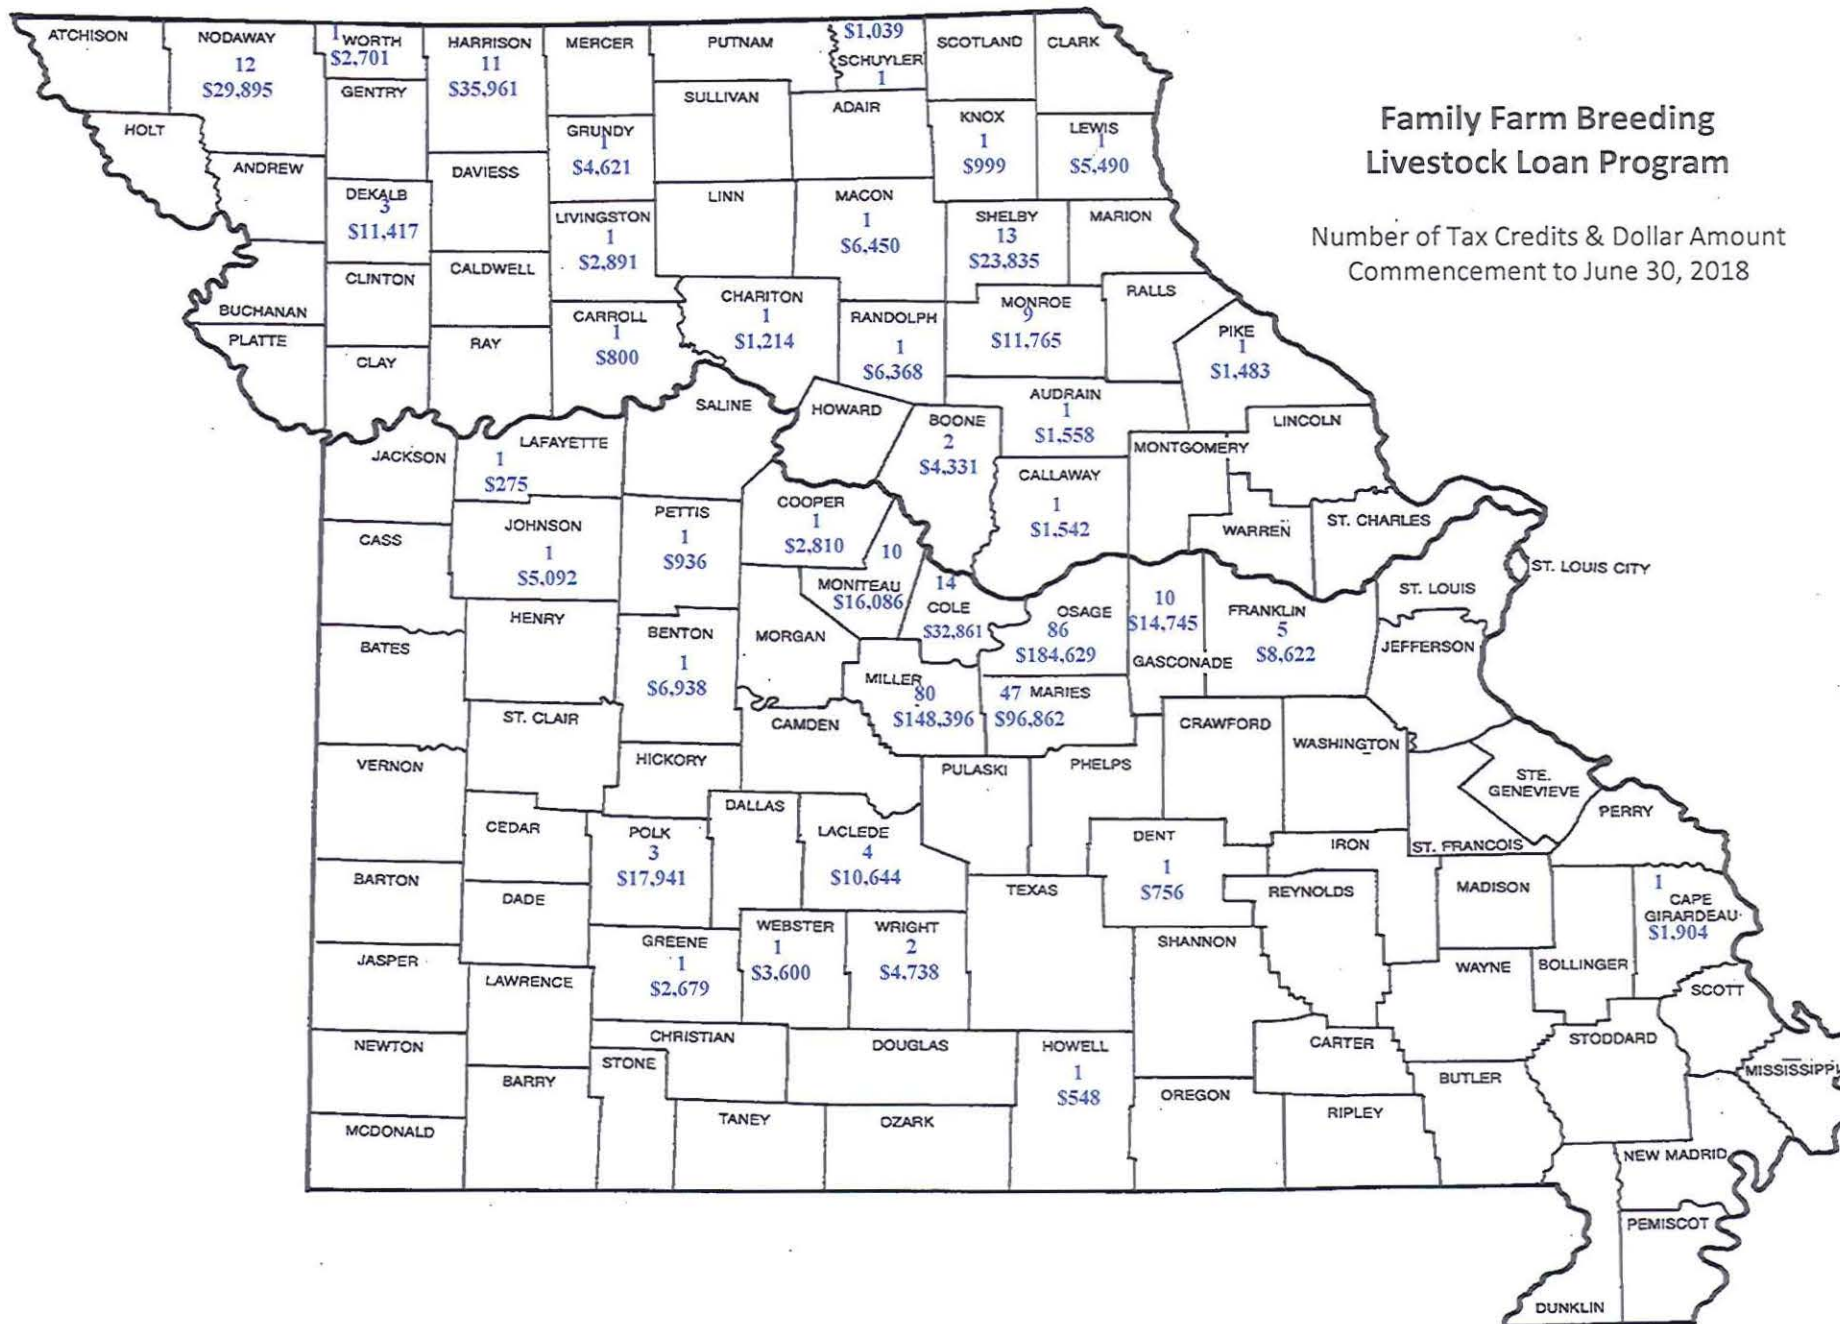 Family Farm Breeding
Livestock Loan Program
Number of Tax Credits & Dollar Amount
Commencement to June 30, 2018
ATCHISON
NODAWAY
12
$29,895
1
WORTH
$2,701
HARRISON
11
$35,961
MERCER
PUTNAM
$1,039
SCHUYLER
1
SCOTLAND
CLARK
GENTRY
SULLIVAN
ADAIR
HOLT
ANDREW
DAVIESS
GRUNDY
1
$4,621
KNOX
1
$999
LEWIS
1
$5,490
DEKALB
3
$11,417
LIVINGSTON
1
$2,891
LINN
MACON
1
$6,450
SHELBY
13
$23,835
MARION
BUCHANAN
CLINTON
CALDWELL
CARROLL
1
$800
CHARITON
1
$1,214
RANDOLPH
1
$6,368
MONROE
9
$11,765
RALLS
PIKE
1
$1,483
PLATTE
CLAY
RAY
SALINE
HOWARD
BOONE
2
$4,331
AUDRAIN
1
$1,558
MONTGOMERY
LINCOLN
JACKSON
LAFAYETTE
1
$275
CALLAWAY
1
$1,542
WARREN
ST. CHARLES
CASS
JOHNSON
1
$5,092
PETTIS
1
$936
COOPER
1
$2,810
10
MONITEAU
$16,086
14
COLE
$32,861
OSAGE
86
$184,629
10
$14,745
GASCONADE
FRANKLIN
5
$8,622
ST. LOUIS
ST. LOUIS CITY
JEFFERSON
BATES
HENRY
BENTON
1
$6,938
MORGAN
MILLER
80
$148,396
47 MARIES
$96,862
ST. CLAIR
CAMDEN
CRAWFORD
WASHINGTON
VERNON
HICKORY
PULASKI
PHELPS
STE.
GENEVIEVE
PERRY
CEDAR
POLK
3
$17,941
DALLAS
LACLEDE
4
$10,644
DENT
1
$756
IRON
ST. FRANCOIS
BARTON
DADE
TEXAS
REYNOLDS
MADISON
1
CAPE
GIRARDEAU
$1,904
JASPER
GREENE
1
$2,679
WEBSTER
1
$3,600
WRIGHT
2
$4,738
SHANNON
WAYNE
BOLLINGER
LAWRENCE
SCOTT
NEWTON
CHRISTIAN
STONE
DOUGLAS
HOWELL
1
$548
CARTER
STODDARD
MISSISSIPPI
BARRY
OREGON
BUTLER
MCDONALD
TANEY
OZARK
RIPLEY
NEW MADRID
PEMISCOT
DUNKLIN